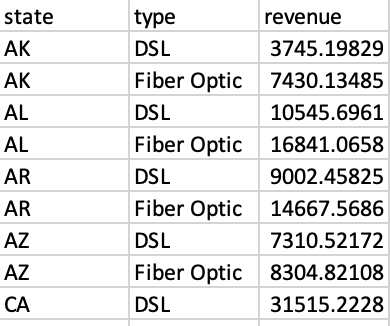 state type revenue
AK DSL 3745.19829
AK Fiber Optic 7430.13485
AL DSL 10545.6961
AL Fiber Optic 16841.0658
AR DSL 9002.45825
AR Fiber Optic 14667.5686
AZ DSL 7310.52172
AZ Fiber Optic 8304.82108
CA DSL 31515.2228